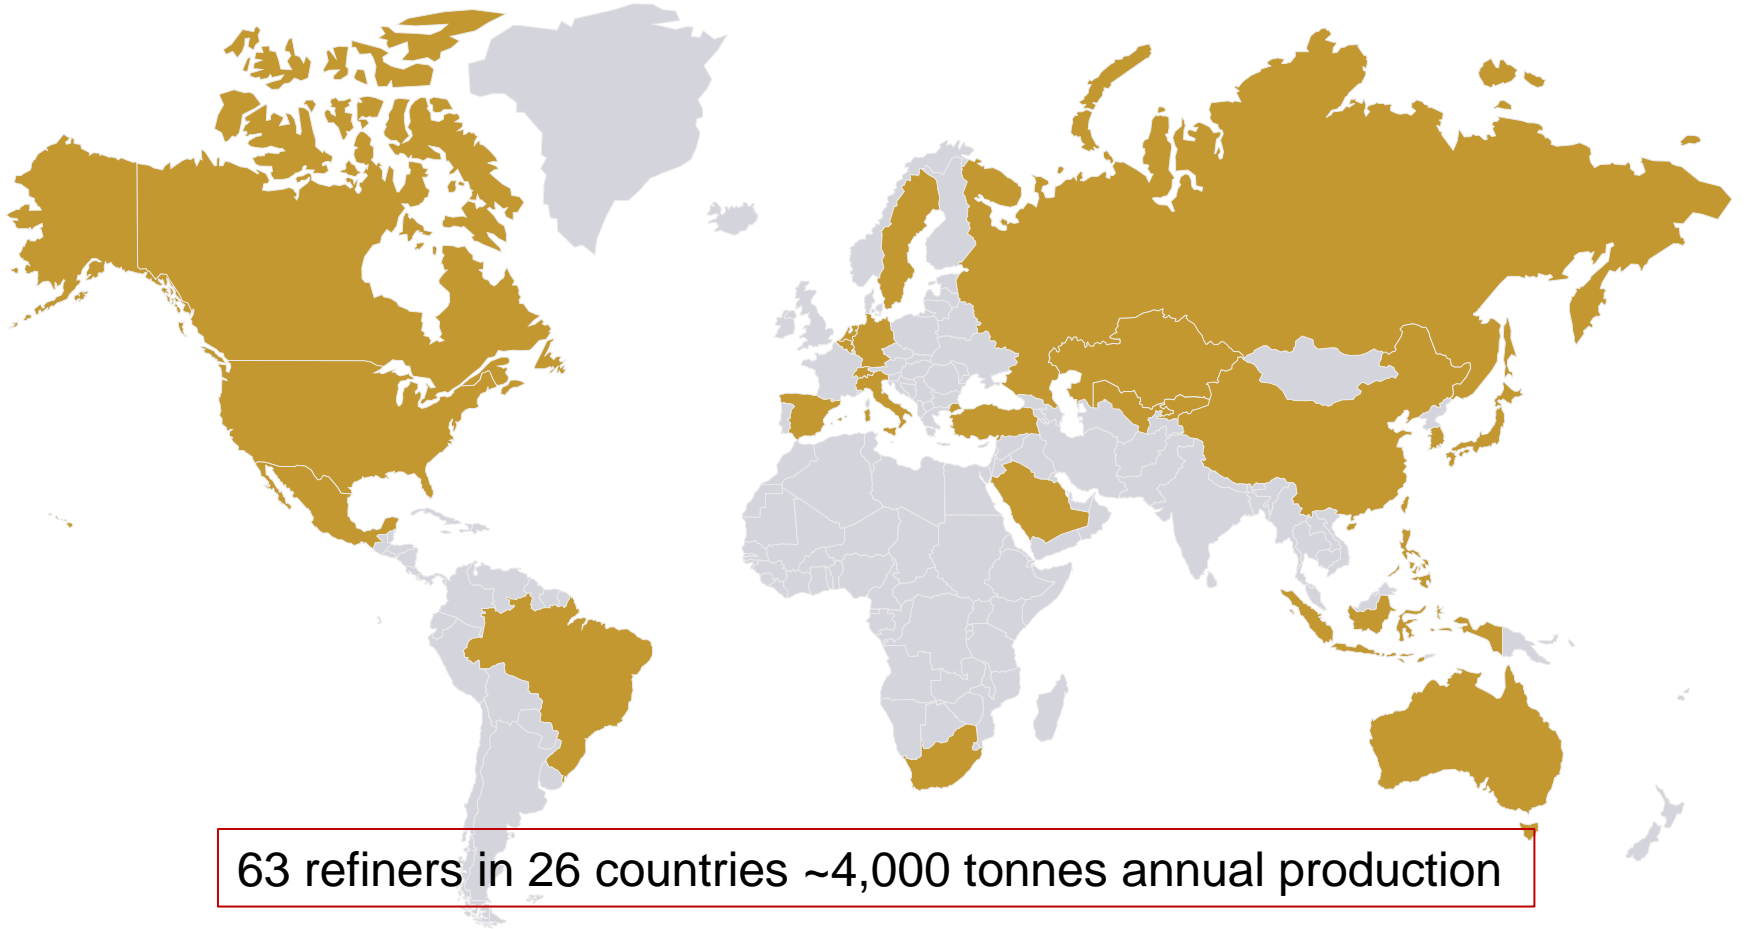 63 refiners in 26 countries ~4,000 tonnes annual production